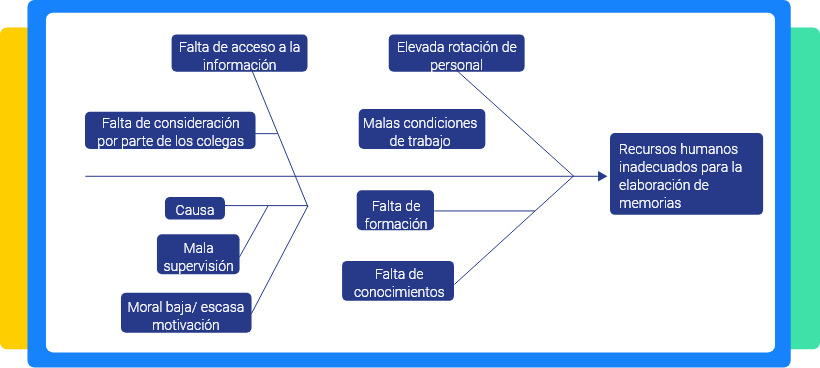 Falta de acceso a la
información
Elevada rotación de
personal
Falta de consideración
por parte de los colegas
Malas condiciones
de trabajo
Recursos humanos
inadecuados para la
elaboración de
memorias
Causa
Falta de
formación
Mala
supervisión
Falta de
conocimientos
Moral baja/ escasa
motivación